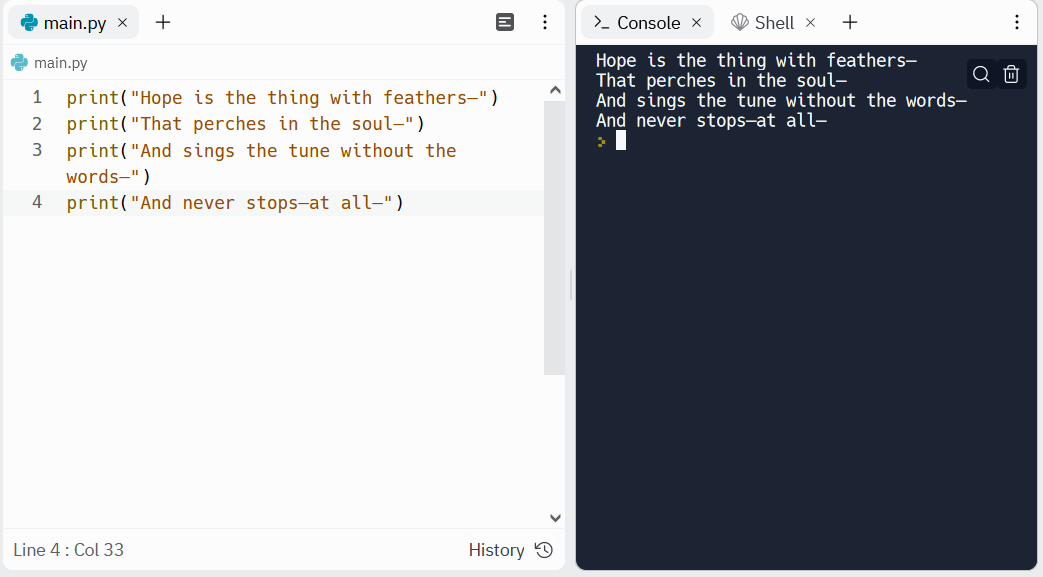 main.py
main.py
1 print("Hope is the thing with feathers—")
2 print("That perches in the soul—")
3 print("And sings the tune without the
words—")
4 print("And never stops—at all—")
Line 4 : Col 33
History
Console
Shell
Hope is the thing with feathers—
That perches in the soul—
And sings the tune without the words—
And never stops—at all—